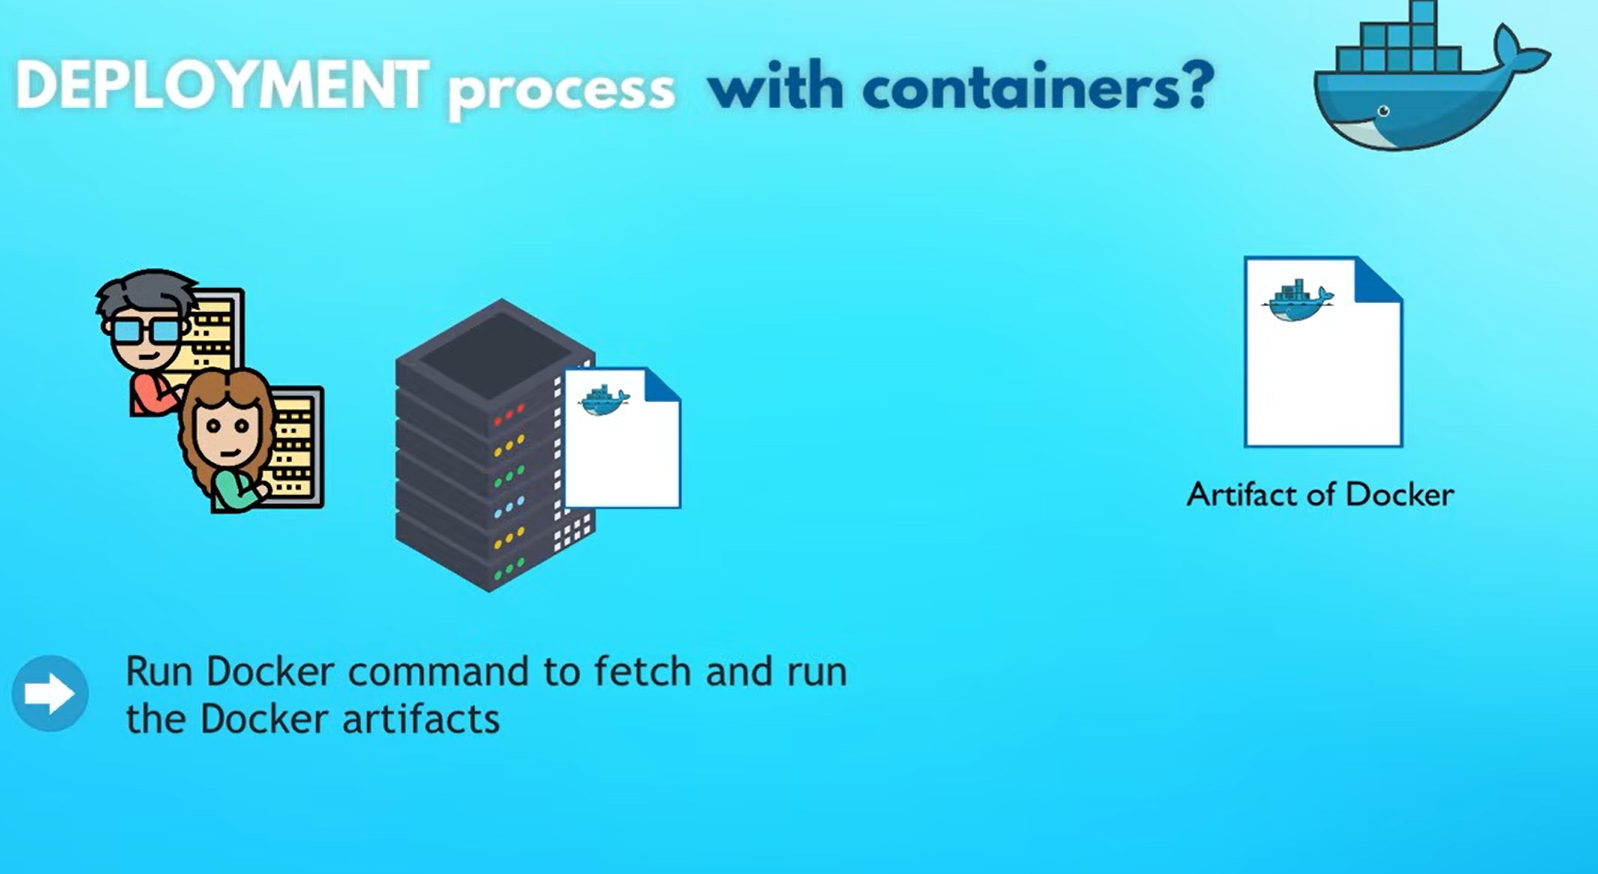 DEPLOYMENT process with containers?
Artifact of Docker
Run Docker command to fetch and run
the Docker artifacts